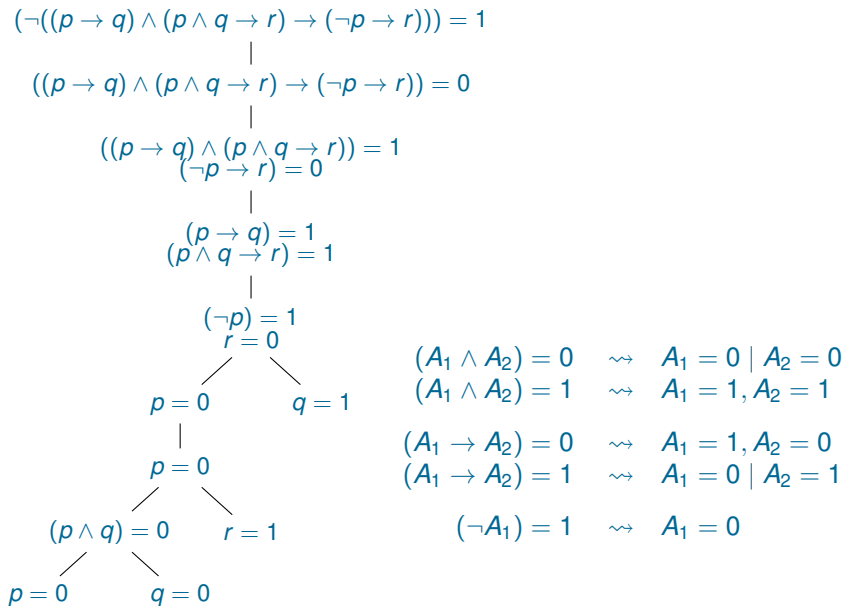 (¬((p → q) ∧ (p ∧ q → r) → (¬p → r))) = 1
((p → q) ∧ (p ∧ q → r) → (¬p → r)) = 0
((p → q) ∧ (p ∧ q → r)) = 1
(¬p → r) = 0
(p → q) = 1
(p ∧ q → r) = 1
(¬p) = 1
r = 0
p = 0 q = 1
p = 0
(p ∧ q) = 0 r = 1
p = 0 q = 0
(A₁ ∧ A₂) = 0 ⇝ A₁ = 0 | A₂ = 0
(A₁ ∧ A₂) = 1 ⇝ A₁ = 1, A₂ = 1
(A₁ → A₂) = 0 ⇝ A₁ = 1, A₂ = 0
(A₁ → A₂) = 1 ⇝ A₁ = 0 | A₂ = 1
(¬A₁) = 1 ⇝ A₁ = 0